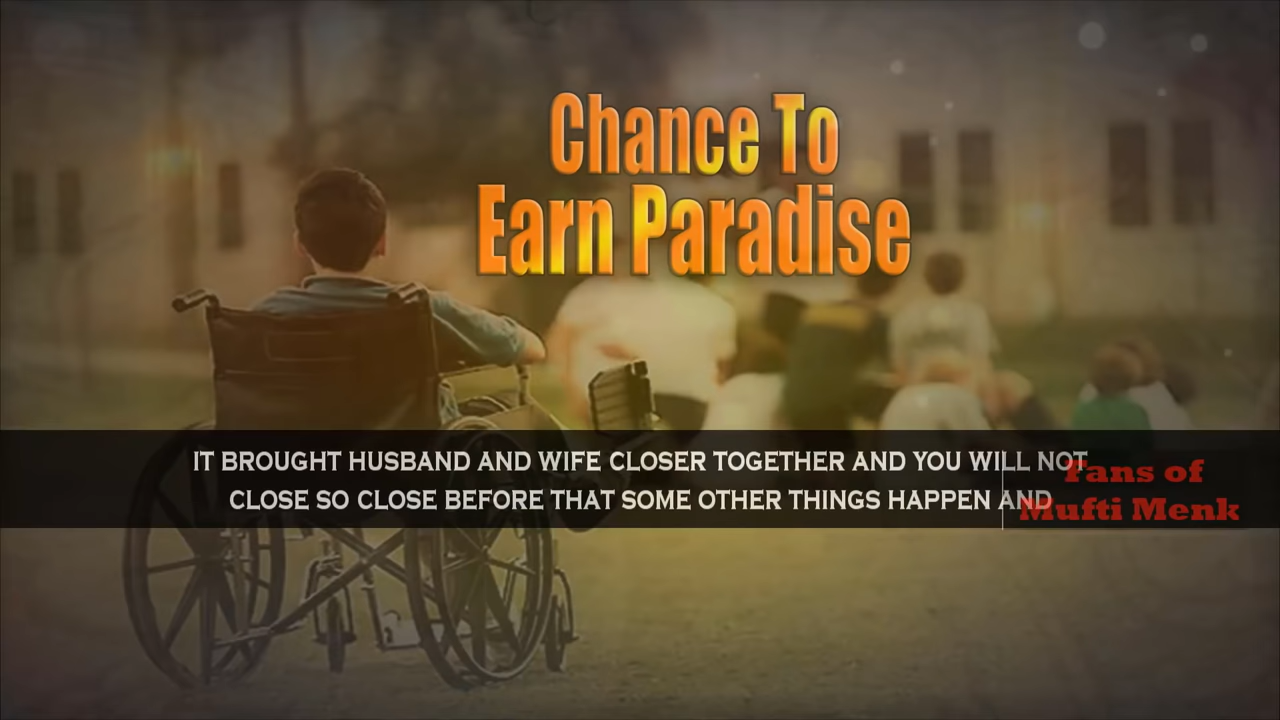 Chance To
Earn Paradise
IT BROUGHT HUSBAND AND WIFE CLOSER TOGETHER AND YOU WILL NOT
CLOSE SO CLOSE BEFORE THAT SOME OTHER THINGS HAPPEN AND
Fans of
Mufti Menk